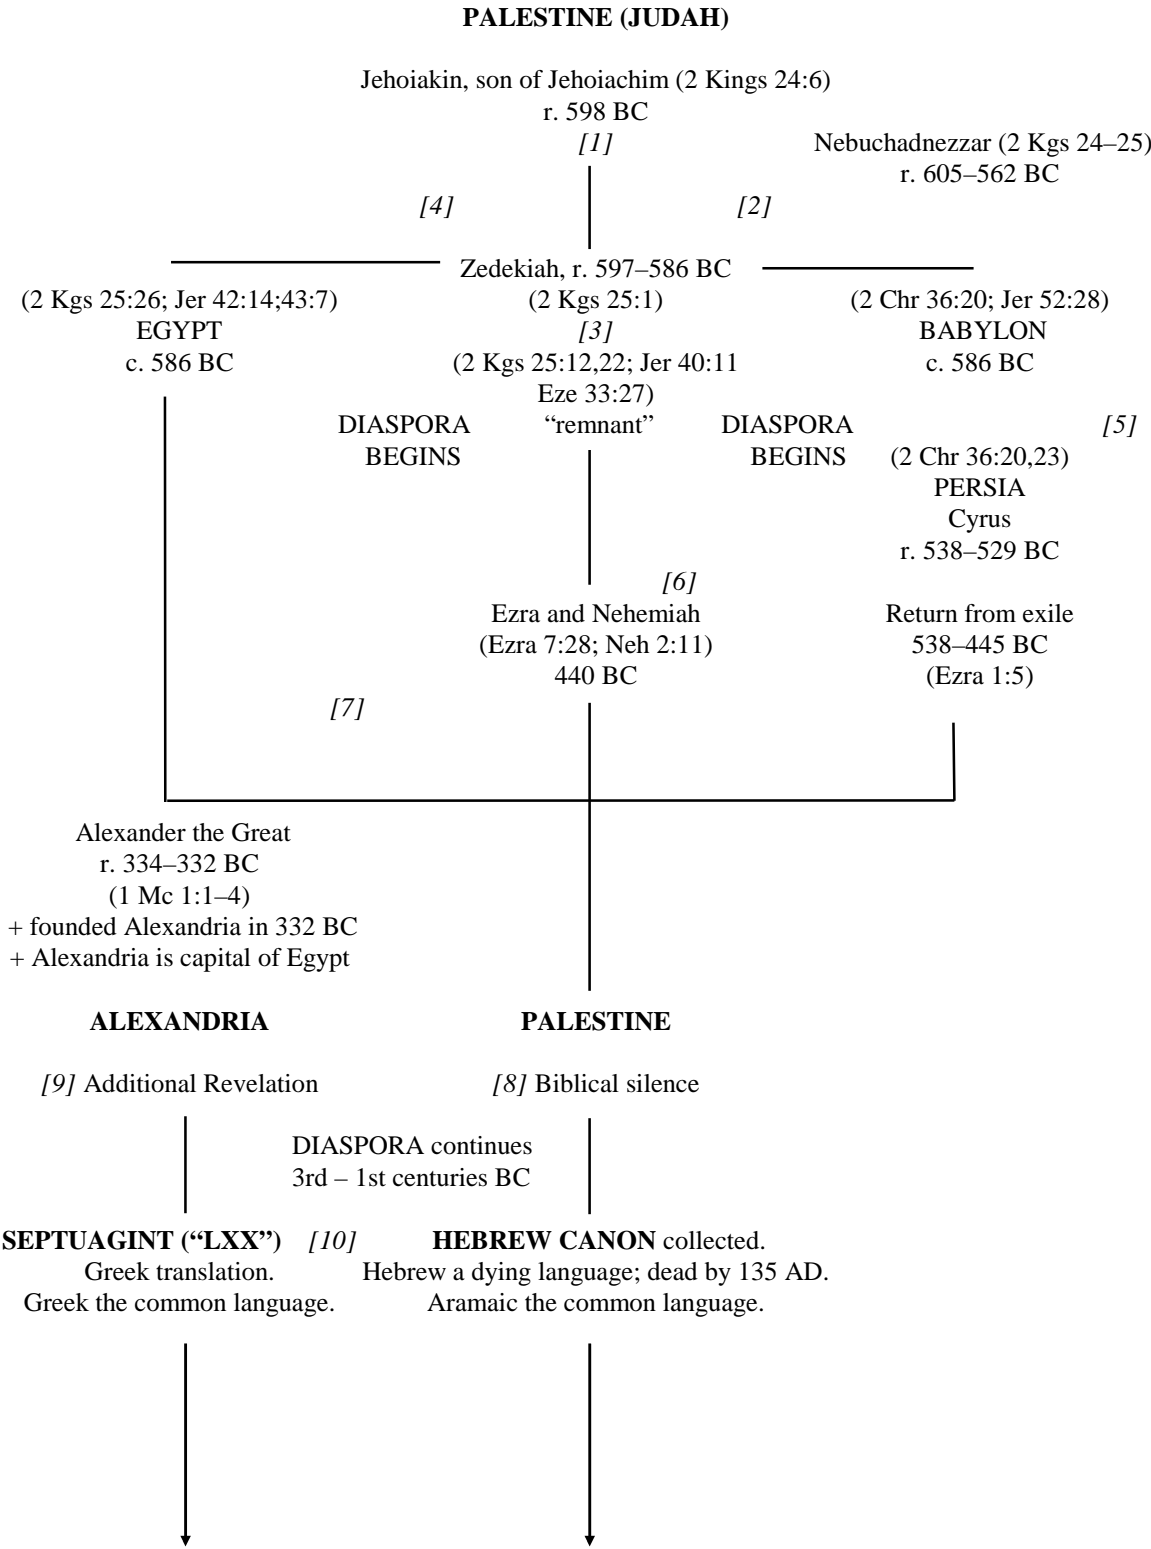 PALESTINE (JUDAH)
Jehoiakin, son of Jehoiachim (2 Kings 24:6)
r. 598 BC
[1]
Nebuchadnezzar (2 Kgs 24–25)
r. 605–562 BC
[4]
[2]
Zedekiah, r. 597–586 BC
(2 Kgs 25:26; Jer 42:14;43:7)
EGYPT
c. 586 BC
(2 Kgs 25:1)
[3]
(2 Kgs 25:12,22; Jer 40:11
Eze 33:27)
“remnant”
(2 Chr 36:20; Jer 52:28)
BABYLON
c. 586 BC
DIASPORA
BEGINS
DIASPORA
BEGINS
[5]
(2 Chr 36:20,23)
PERSIA
Cyrus
r. 538–529 BC
[6]
Ezra and Nehemiah
(Ezra 7:28; Neh 2:11)
440 BC
Return from exile
538–445 BC
(Ezra 1:5)
[7]
Alexander the Great
r. 334–332 BC
(1 Mc 1:1–4)
+ founded Alexandria in 332 BC
+ Alexandria is capital of Egypt
ALEXANDRIA
PALESTINE
[9] Additional Revelation
[8] Biblical silence
DIASPORA continues
3rd – 1st centuries BC
SEPTUAGINT (“LXX”) [10]
Greek translation.
Greek the common language.
HEBREW CANON collected.
Hebrew a dying language; dead by 135 AD.
Aramaic the common language.